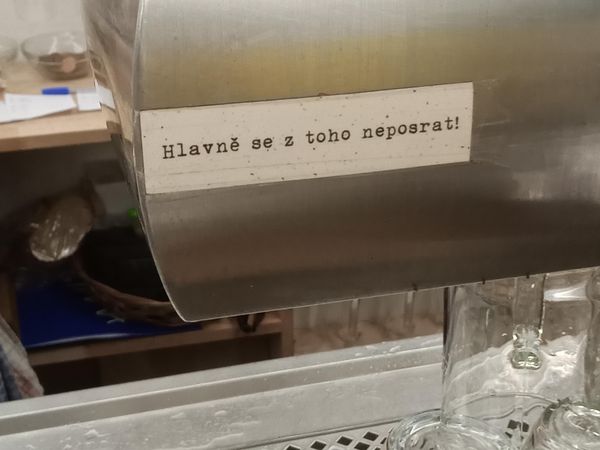 Hlavně se z toho neposrat!